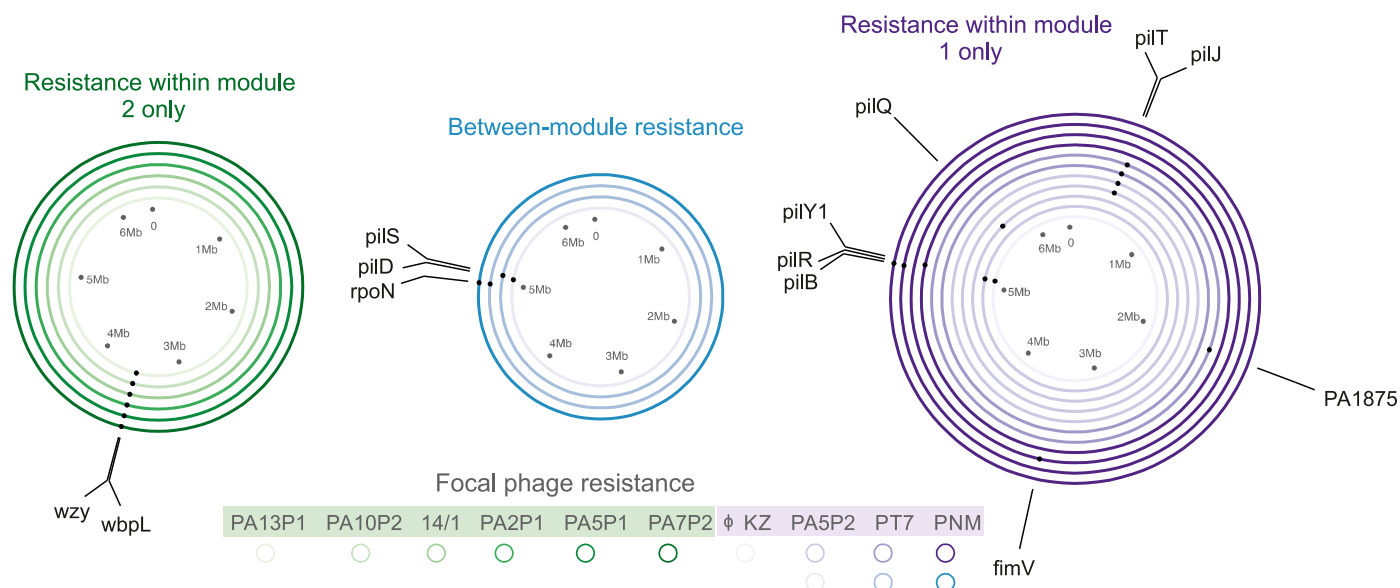 Resistance within module
2 only
0
1Mb
2Mb
3Mb
4Mb
5Mb
6Mb
wzy
wbpL
Between-module resistance
pilS
pilD
rpoN
0
1Mb
2Mb
3Mb
4Mb
5Mb
6Mb
Resistance within module
1 only
pilT
pilJ
pilQ
pilY1
pilR
pilB
PA1875
fimV
0
1Mb
2Mb
3Mb
4Mb
5Mb
6Mb
Focal phage resistance
PA13P1 PA10P2 14/1 PA2P1 PA5P1 PA7P2 ϕ KZ PA5P2 PT7 PNM